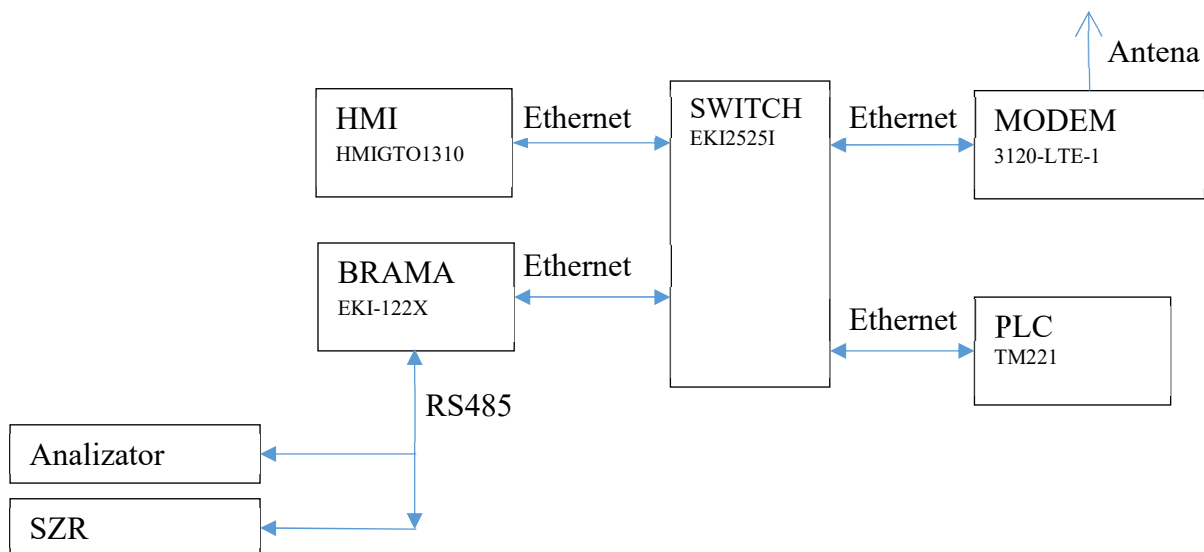 Antena
HMI
HMIGTO1310
Ethernet
SWITCH
EKI2525I
Ethernet
MODEM
3120-LTE-1
BRAMA
EKI-122X
Ethernet
Ethernet
PLC
TM221
RS485
Analizator
SZR